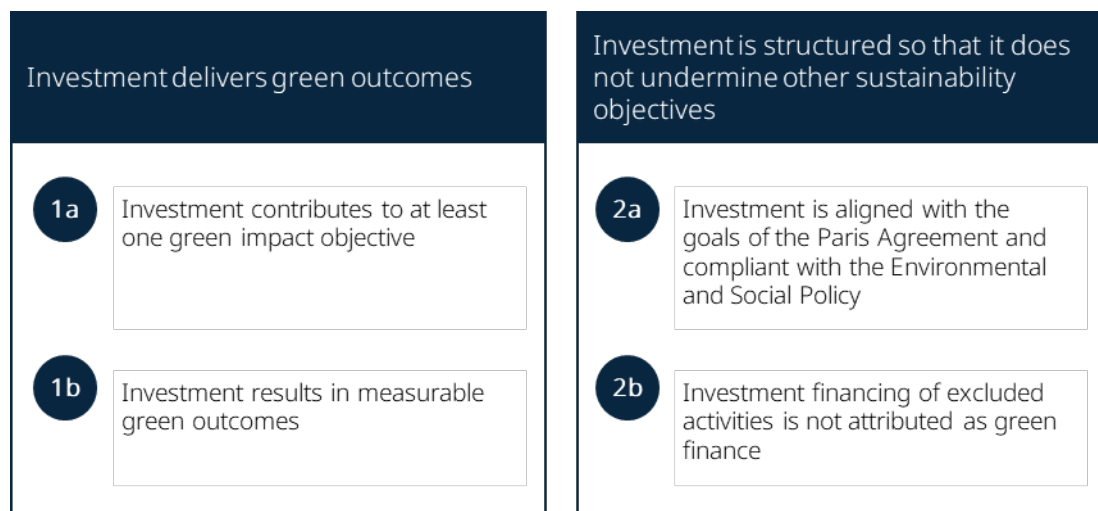 Investment delivers green outcomes
1a
Investment contributes to at least
one green impact objective
1b
Investment results in measurable
green outcomes
Investment is structured so that it does
not undermine other sustainability
objectives
2a
Investment is aligned with the
goals of the Paris Agreement and
compliant with the Environmental
and Social Policy
2b
Investment financing of excluded
activities is not attributed as green
finance